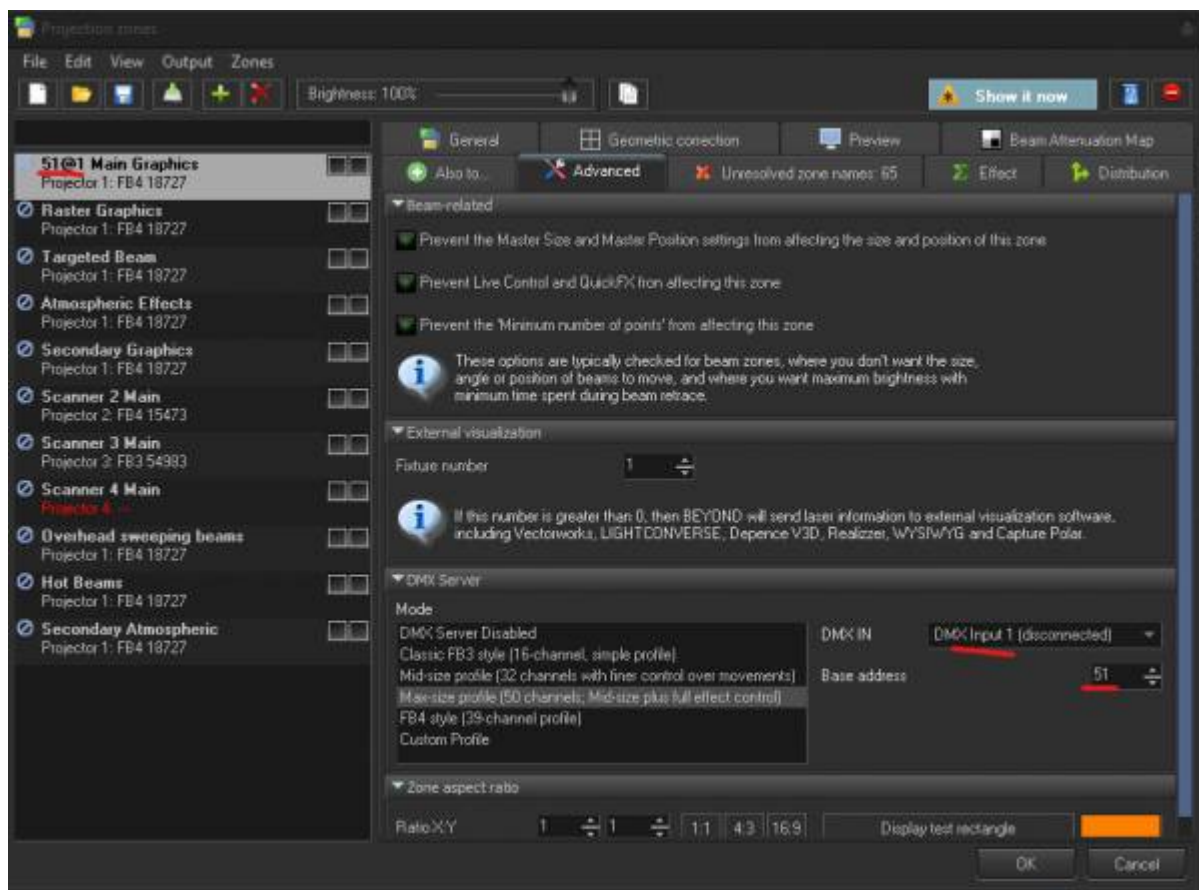 Projection zones
File Edit View Output Zones
Brightness: 100%
Show it now
General
Geometric correction
Preview
Beam Attenuation Map
Also to...
Advanced
Unresolved zone names: 65
Effect
Distribution
51@1 Main Graphics
Projector 1: FB4 18727
Raster Graphics
Projector 1: FB4 18727
Targeted Beam
Projector 1: FB4 18727
Atmospheric Effects
Projector 1: FB4 18727
Secondary Graphics
Projector 1: FB4 18727
Scanner 2 Main
Projector 2: FB4 15473
Scanner 3 Main
Projector 3: FB3 54983
Scanner 4 Main
Projector 4: --
Overhead sweeping beams
Projector 1: FB4 18727
Hot Beams
Projector 1: FB4 18727
Secondary Atmospheric
Projector 1: FB4 18727
Beam-related
Prevent the Master Size and Master Position settings from affecting the size and position of this zone
Prevent Live Control and QuickFX from affecting this zone
Prevent the 'Minimum number of points' from affecting this zone
These options are typically checked for beam zones, where you don't want the size,
angle or position of beams to move, and where you want maximum brightness with
minimum time spent during beam retrace.
External visualization
Fixture number 1
If this number is greater than 0, then BEYOND will send laser information to external visualization software,
including Vectorworks, LIGHTCONVERSE, Depence V3D, Realizzer, WYSIWYG and Capture Polar.
DMX Server
Mode
DMX Server Disabled
Classic FB3 style (16-channel, simple profile)
Mid-size profile (32 channels with finer control over movements)
Max-size profile (50 channels; Mid-size plus full effect control)
FB4 style (39-channel profile)
Custom Profile
DMX IN DMX Input 1 (disconnected)
Base address 51
Zone aspect ratio
Ratio X:Y 1 1 1:1 4:3 16:9 Display test rectangle
OK Cancel